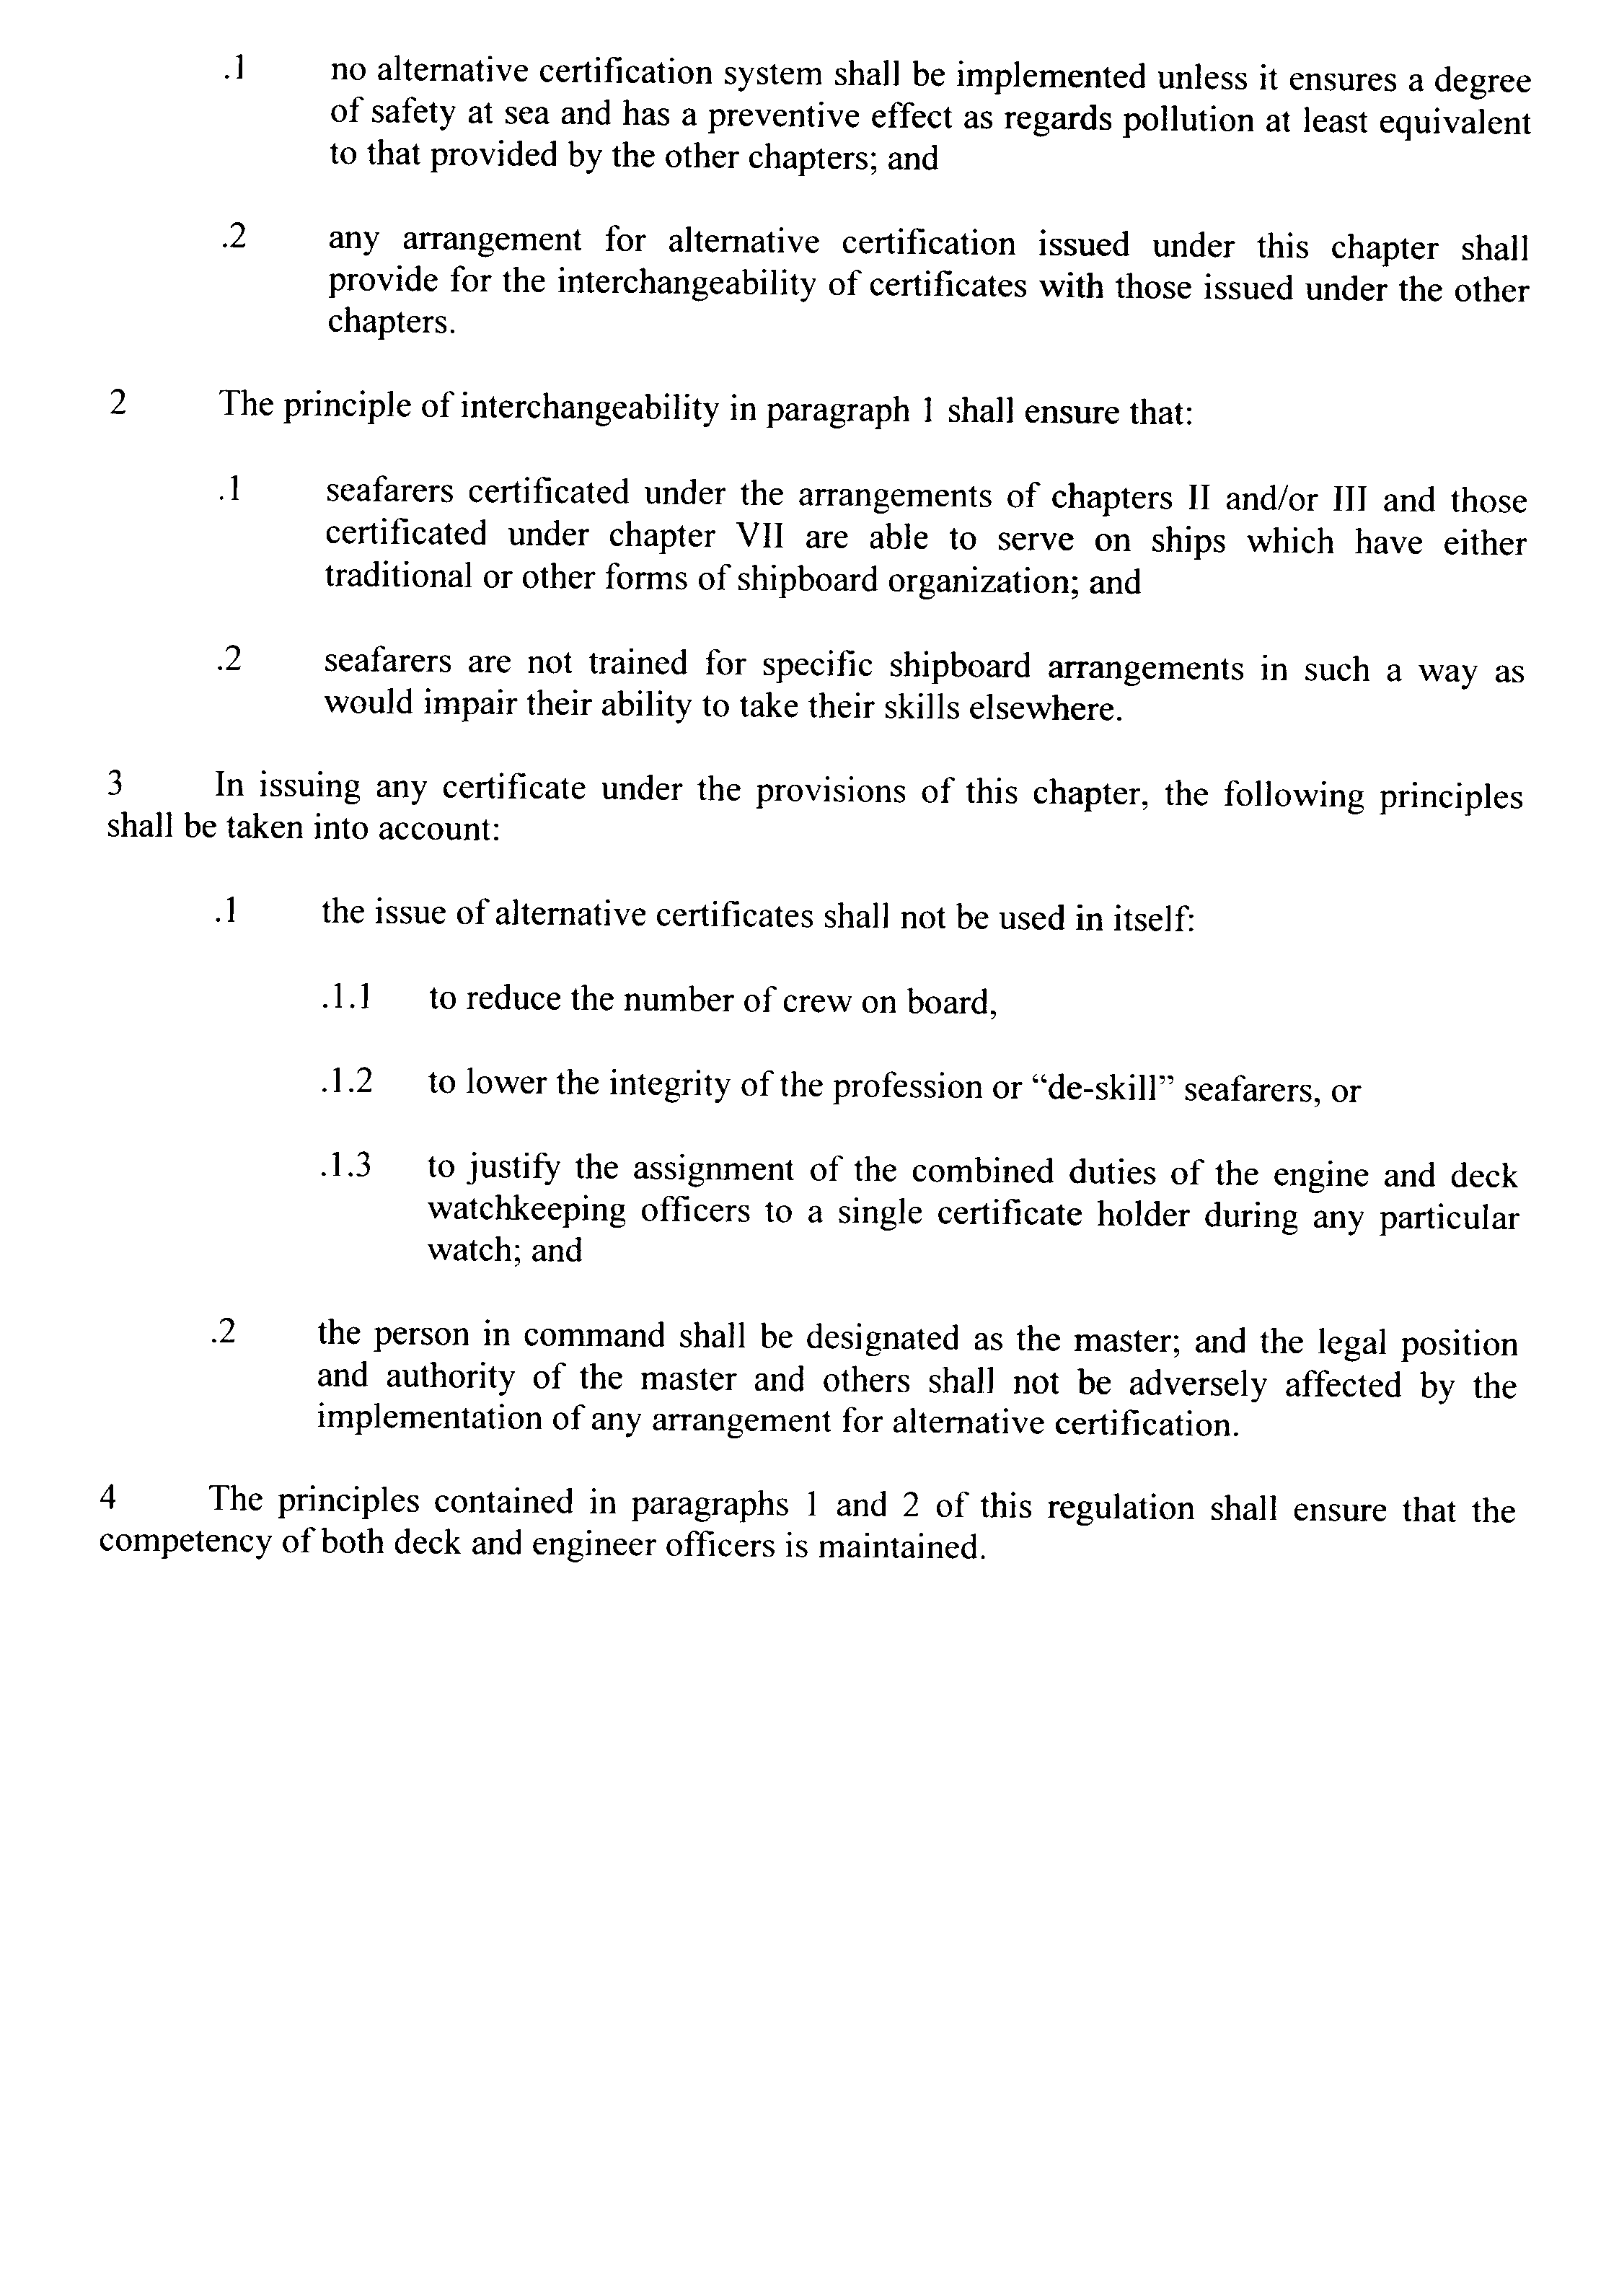 .1 no alternative certification system shall be implemented unless it ensures a degree
of safety at sea and has a preventive effect as regards pollution at least equivalent
to that provided by the other chapters; and
.2 any arrangement for alternative certification issued under this chapter shall
provide for the interchangeability of certificates with those issued under the other
chapters.
2 The principle of interchangeability in paragraph 1 shall ensure that:
.1 seafarers certificated under the arrangements of chapters II and/or III and those
certificated under chapter VII are able to serve on ships which have either
traditional or other forms of shipboard organization; and
.2 seafarers are not trained for specific shipboard arrangements in such a way as
would impair their ability to take their skills elsewhere.
3 In issuing any certificate under the provisions of this chapter, the following principles
shall be taken into account:
.1 the issue of alternative certificates shall not be used in itself:
.1.1 to reduce the number of crew on board,
.1.2 to lower the integrity of the profession or “de-skill” seafarers, or
.1.3 to justify the assignment of the combined duties of the engine and deck
watchkeeping officers to a single certificate holder during any particular
watch; and
.2 the person in command shall be designated as the master; and the legal position
and authority of the master and others shall not be adversely affected by the
implementation of any arrangement for alternative certification.
4 The principles contained in paragraphs 1 and 2 of this regulation shall ensure that the
competency of both deck and engineer officers is maintained.